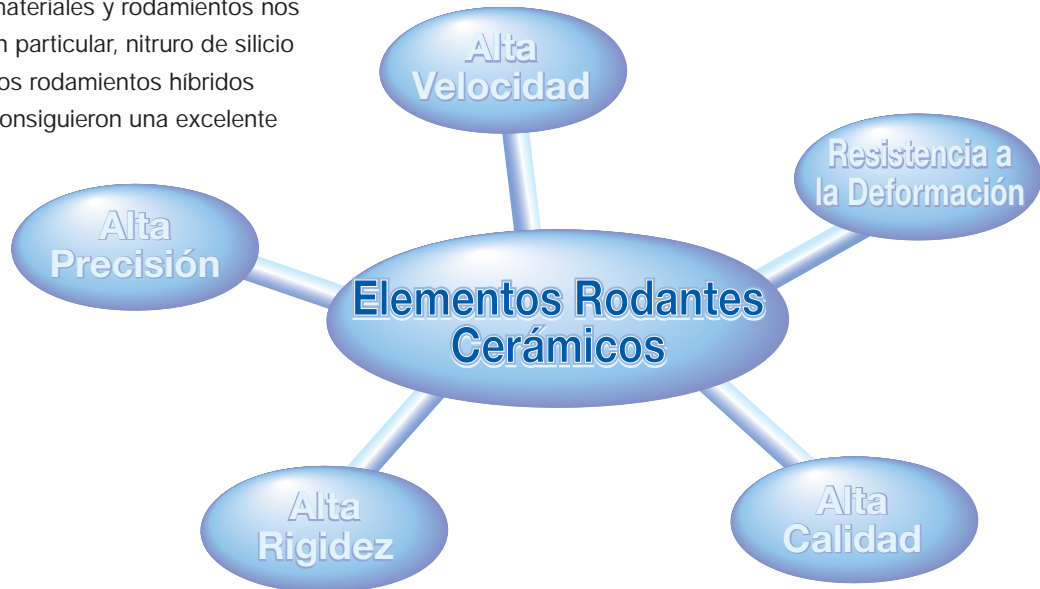 materiales y rodamientos nos
n particular, nitruro de silicio
os rodamientos híbridos
onsiguieron una excelente
Alta
Velocidad
Resistencia a
la Deformación
Alta
Precisión
Elementos Rodantes
Cerámicos
Alta
Rigidez
Alta
Calidad